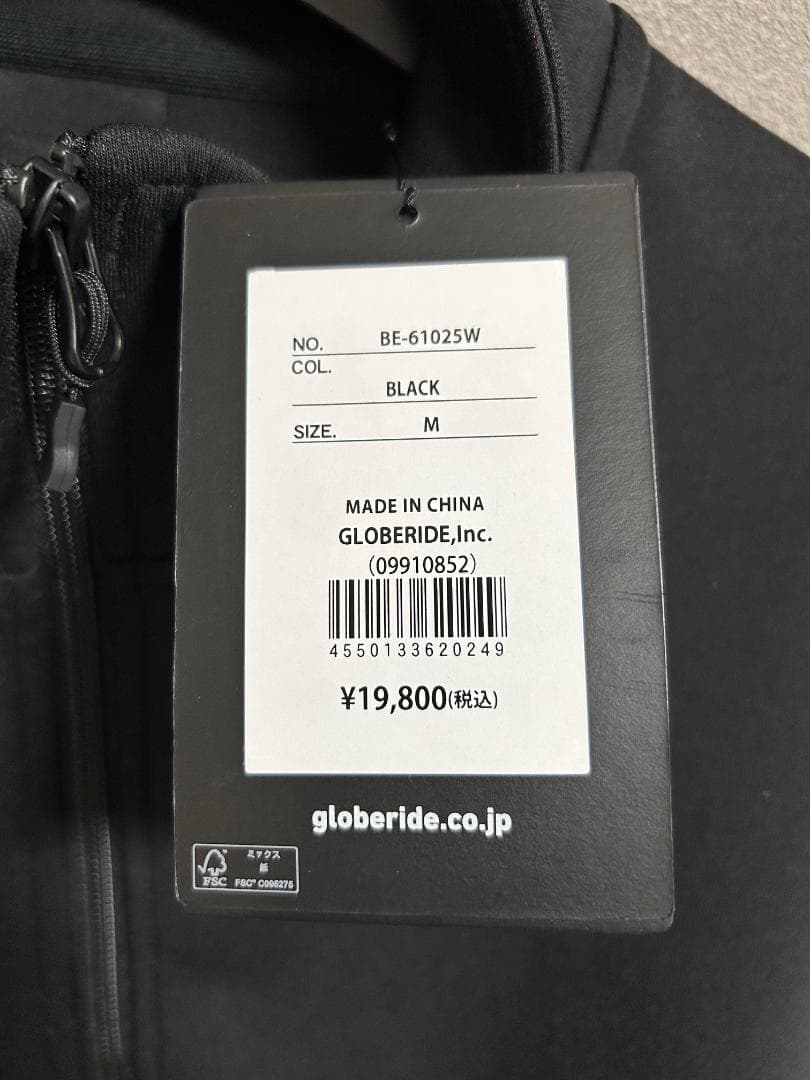 NO. BE-61025W
COL.
BLACK
SIZE. M
MADE IN CHINA
GLOBERIDE,Inc.
(09910852)
4550133620249
¥19,800(税込)
globeride.co.jp
ミックス
紙
FSC
FSC® C095275